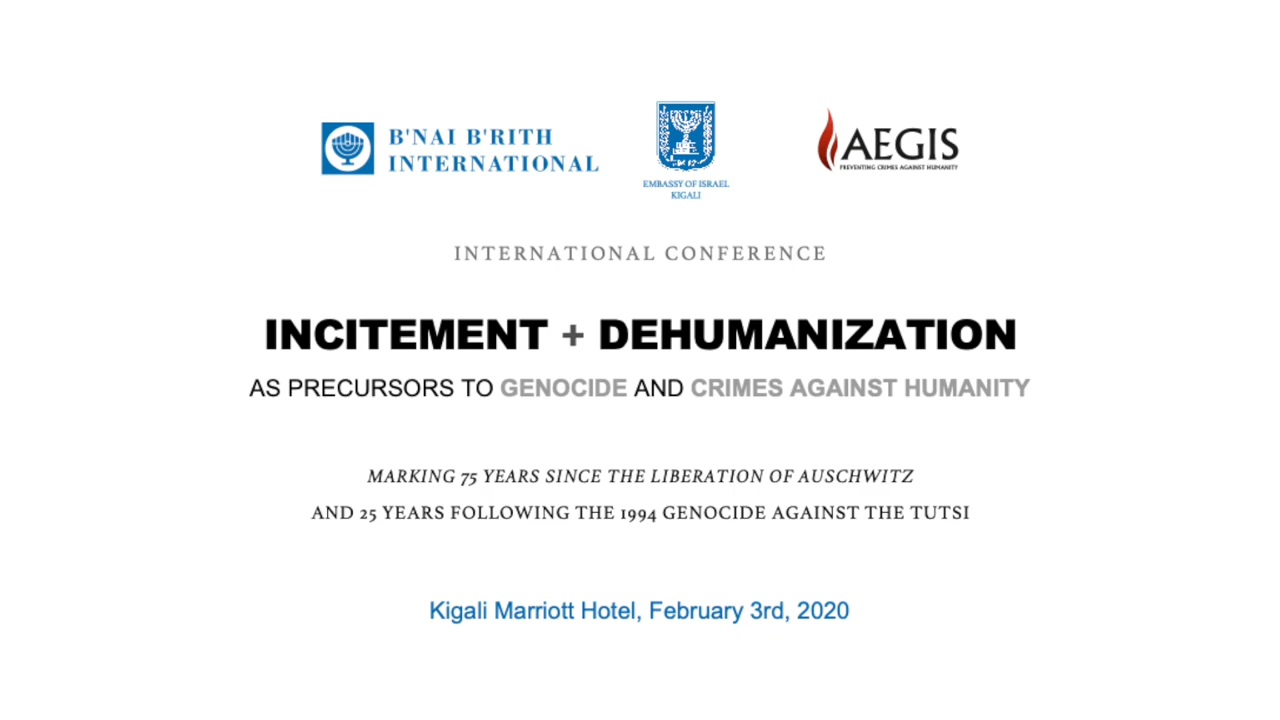 B'NAI B'RITH
INTERNATIONAL
EMBASSY OF ISRAEL
KIGALI
AEGIS
PREVENTING CRIMES AGAINST HUMANITY
INTERNATIONAL CONFERENCE
INCITEMENT + DEHUMANIZATION
AS PRECURSORS TO GENOCIDE AND CRIMES AGAINST HUMANITY
MARKING 75 YEARS SINCE THE LIBERATION OF AUSCHWITZ
AND 25 YEARS FOLLOWING THE 1994 GENOCIDE AGAINST THE TUTSI
Kigali Marriott Hotel, February 3rd, 2020